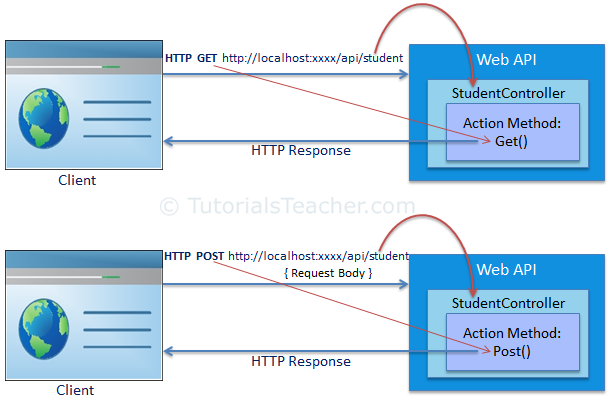 HTTP GET http://localhost:xxxx/api/student
Web API
StudentController
Action Method:
Get()
HTTP Response
Client
© TutorialsTeacher.com
HTTP POST http://localhost:xxxx/api/student
{ Request Body }
Web API
StudentController
Action Method:
Post()
HTTP Response
Client